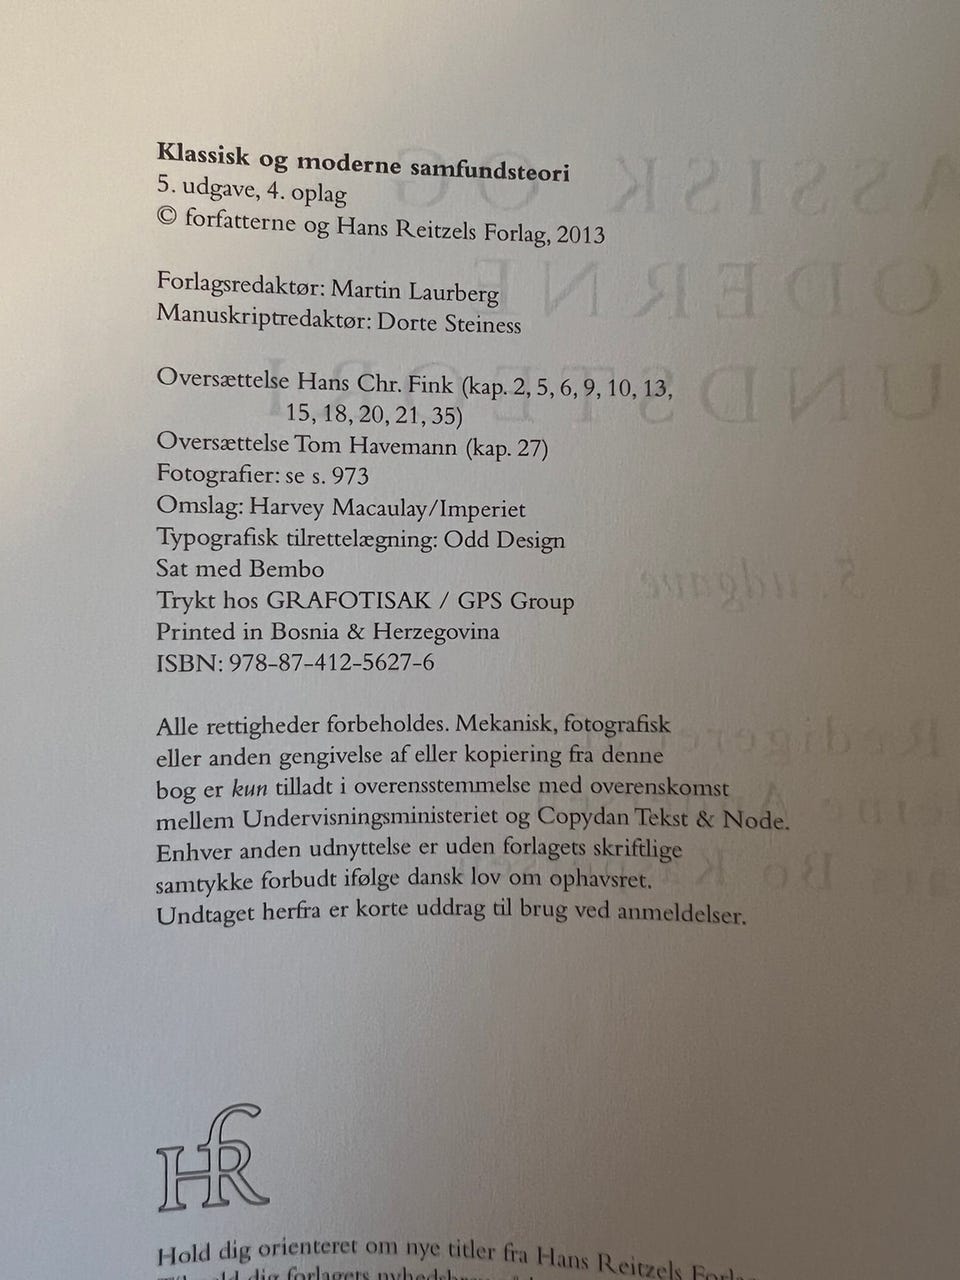 Klassisk og moderne samfundsteori
5. udgave, 4. oplag
© forfatterne og Hans Reitzels Forlag, 2013
Forlagsredaktør: Martin Laurberg
Manuskriptredaktør: Dorte Steiness
Oversættelse Hans Chr. Fink (kap. 2, 5, 6, 9, 10, 13,
15, 18, 20, 21, 35)
Oversættelse Tom Havemann (kap. 27)
Fotografier: se s. 973
Omslag: Harvey Macaulay/Imperiet
Typografisk tilrettelægning: Odd Design
Sat med Bembo
Trykt hos GRAFOTISAK / GPS Group
Printed in Bosnia & Herzegovina
ISBN: 978-87-412-5627-6
Alle rettigheder forbeholdes. Mekanisk, fotografisk
eller anden gengivelse af eller kopiering fra denne
bog er kun tilladt i overensstemmelse med overenskomst
mellem Undervisningsministeriet og Copydan Tekst & Node.
Enhver anden udnyttelse er uden forlagets skriftlige
samtykke forbudt ifølge dansk lov om ophavsret.
Undtaget herfra er korte uddrag til brug ved anmeldelser.
HR
Hold dig orienteret om nye titler fra Hans Reitzels
dig forlagets